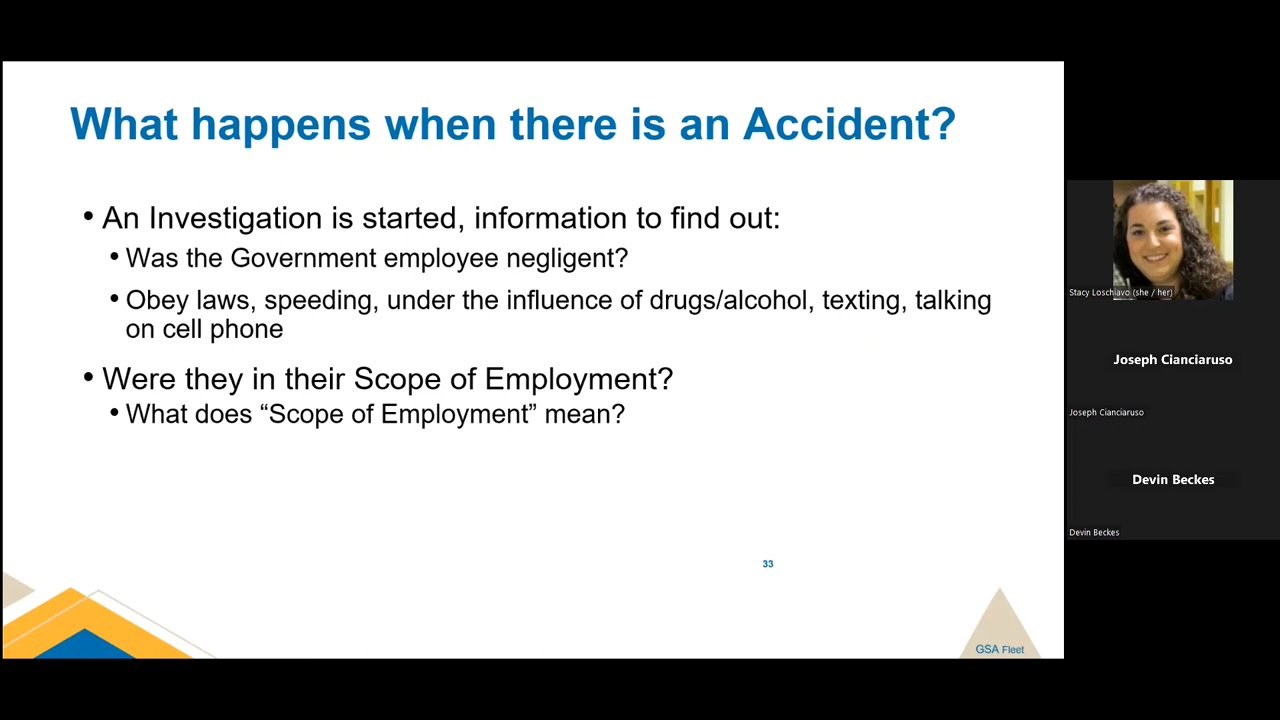 What happens when there is an Accident?
• An Investigation is started, information to find out:
• Was the Government employee negligent?
• Obey laws, speeding, under the influence of drugs/alcohol, texting, talking
on cell phone
• Were they in their Scope of Employment?
• What does “Scope of Employment” mean?
33
GSA Fleet
Stacy Loschiavo (she / her)
Joseph Cianciaruso
Joseph Cianciaruso
Devin Beckes
Devin Beckes